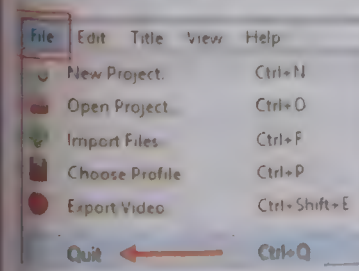 File Edit Title View Help
New Project. Ctrl+N
Open Project Ctrl+O
Import Files Ctrl+F
Choose Profile Ctrl+P
Export Video Ctrl+Shift+E
Quit Ctrl+Q